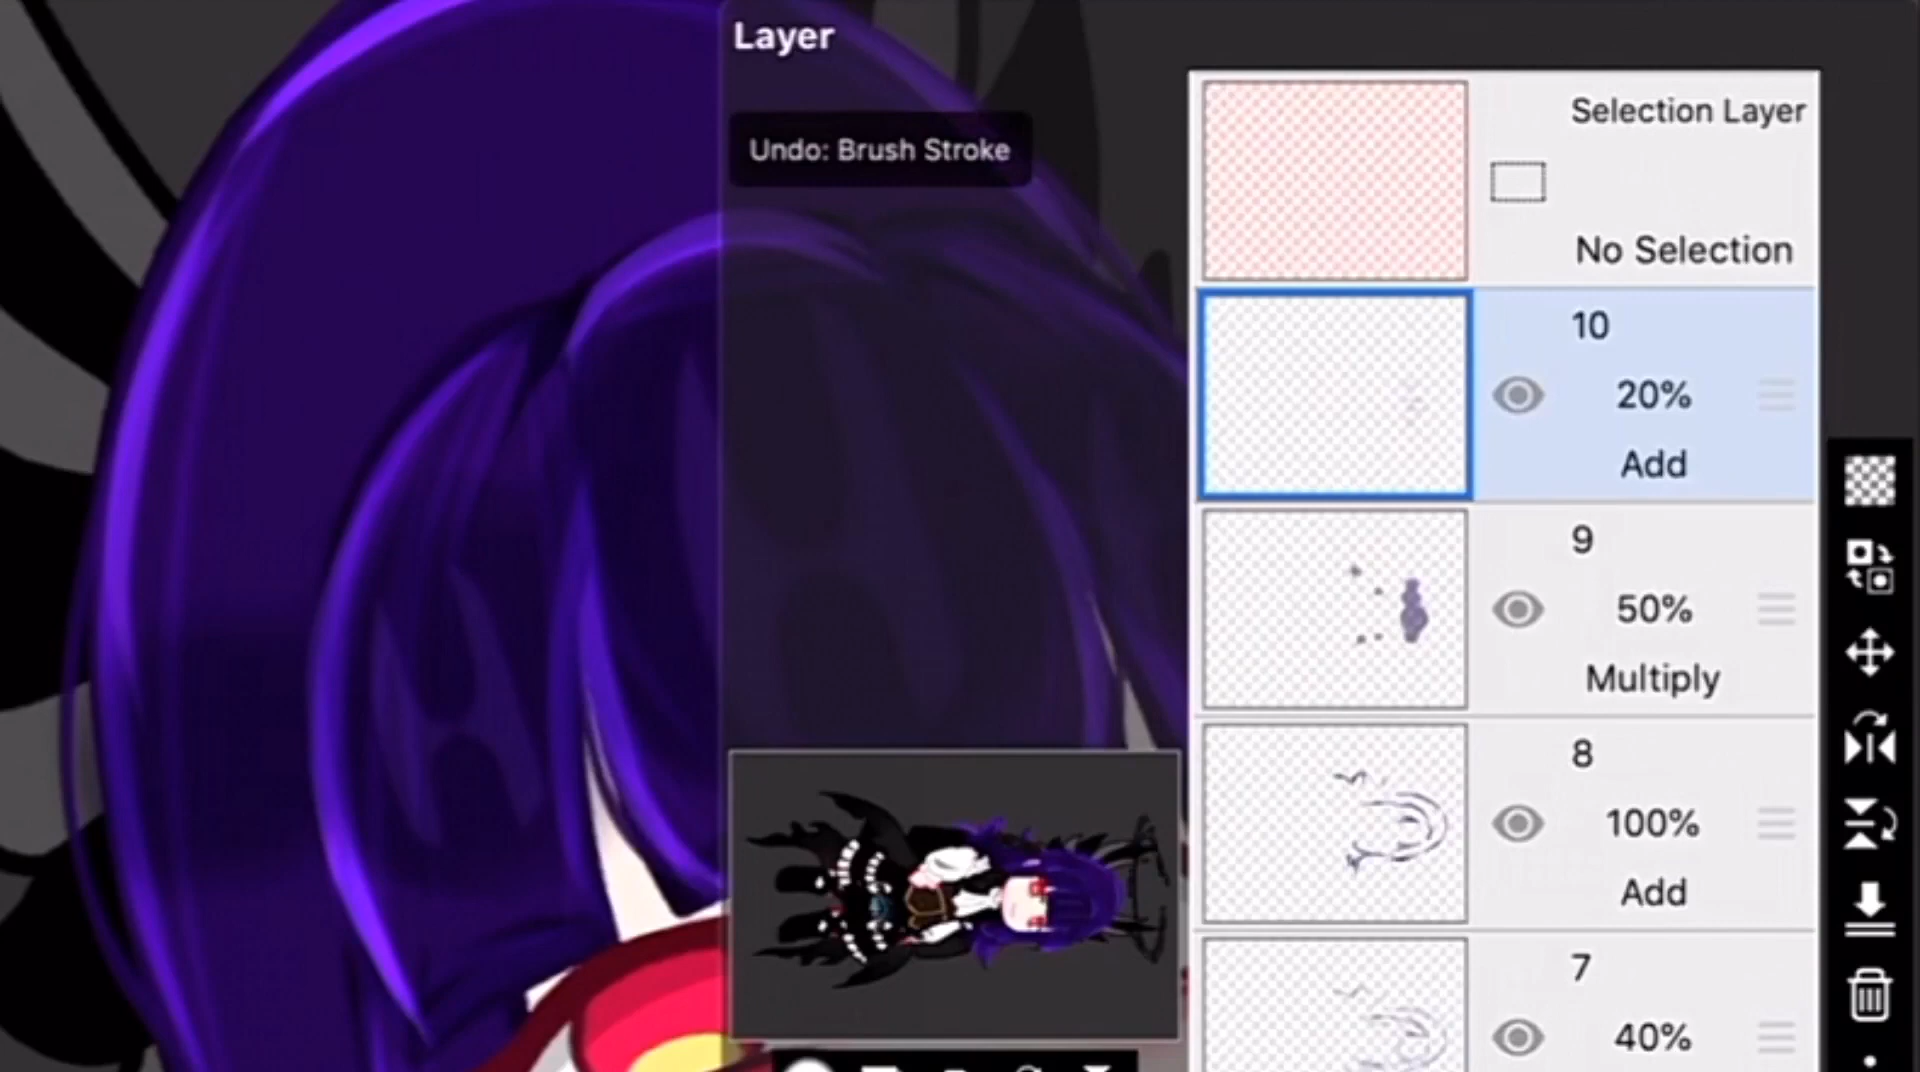 Layer
Undo: Brush Stroke
Selection Layer
No Selection
10
20%
Add
9
50%
Multiply
8
100%
Add
7
40%